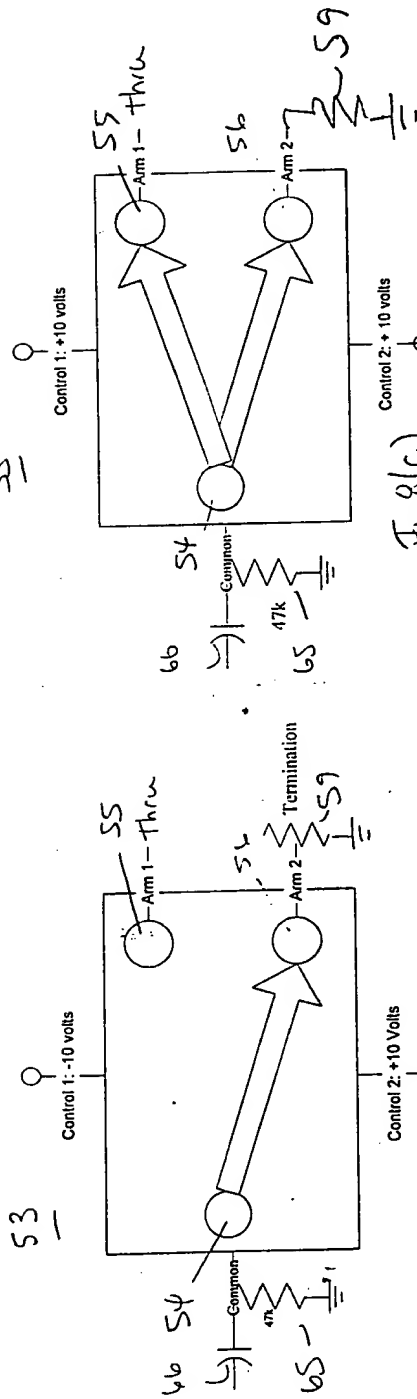 53
Control 1: -10 volts
55
Arm 1 - thru
54
66
Common
47k
65
56
Arm 2
Termination
59
Control 2: +10 Volts
Control 1: +10 volts
55
Arm 1 - thru
54
66
Common
47k
65
56
Arm 2
59
Control 2: + 10 volts
8(c)